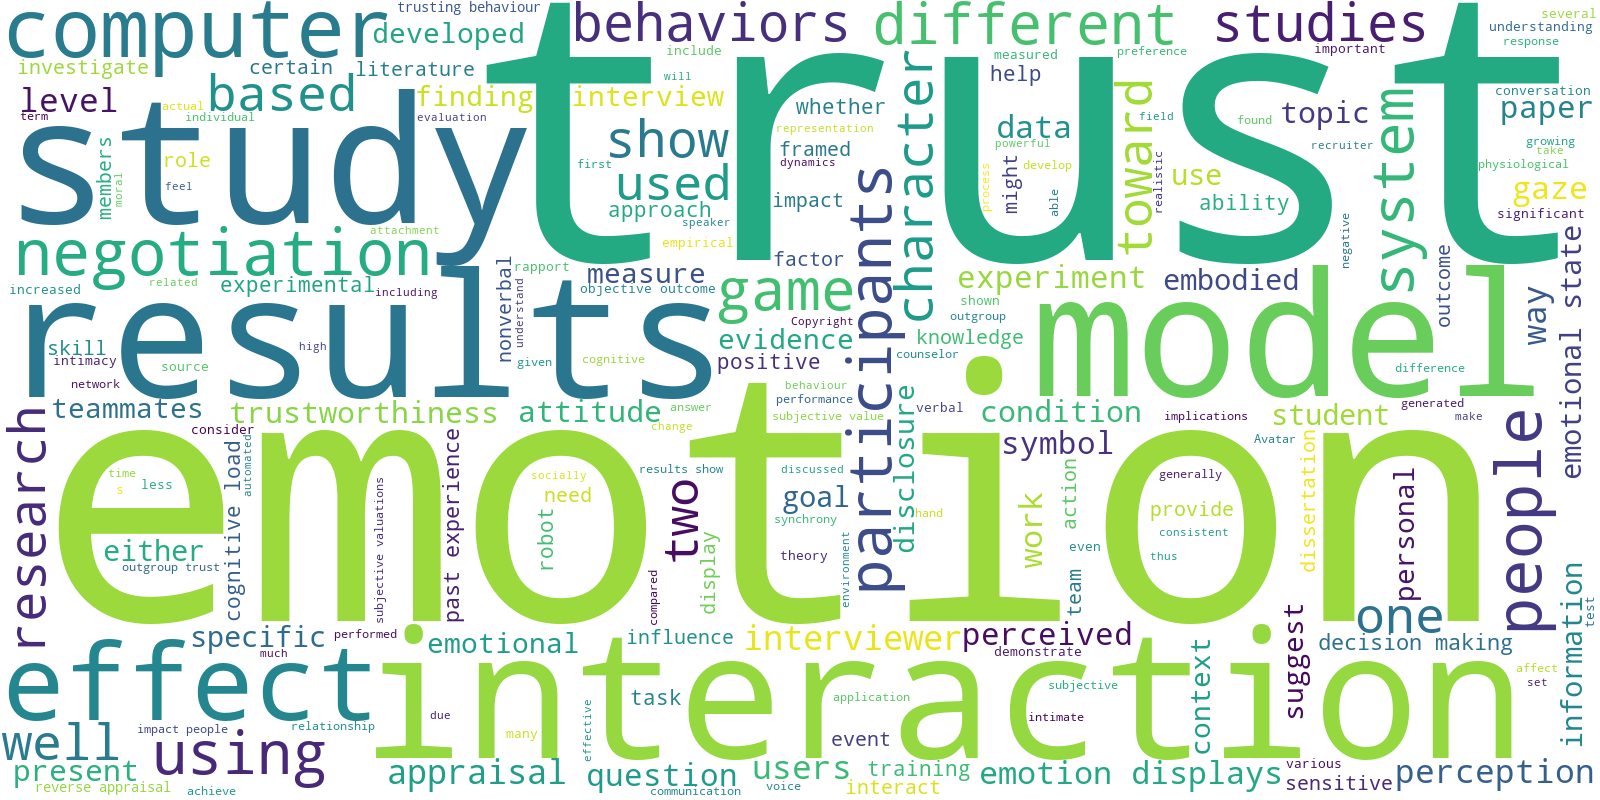 computer
trusting behaviour
developed
behaviors
different
studies
several
understanding
response
important
investigate
certain
literature
trust
include
will
measured
preference
level
term
actual
individual
based
finding
evaluation
interview
whether
representation
framed
dynamics
help
data
powerful
field
found
topic
recruiter
conversation
paper
growing
take
physiological
study
members
moral
role
feel
show
first
used
approach
speaker
impact
character
process
might
develop
able
toward
realistic
use
ability
system
gaze
significant
negotiation
attachment
empirical
factor
participants
negative
increased
related
experimental
including
nonverbal
understand
rapport
measure
objective outcome
game
experiment
embodied
outcome
way
emotional state
results
skill
intimacy
source
network
high
given
cognitive
Copyright
evidence
positive
shown
outgroup
knowledge
counselor
model
difference
teammates
trustworthiness
attitude
answer
change
behaviour
performance
subjective value
disclosure
verbal
condition
implications
student
generated
make
research
consider
cognitive load
automated
past experience
subjective valuations
results show
discussed
symbol
Avatar
people
emotion
time
s
less
either
outgroup trust
socially
need
robot
two
display
compared
goal
synchrony
theory
environment
hand
work
action
even
team
generally
provide
consistent
thus
dissertation
personal
information
test
effect
specific
performed
much
emotional
influence
interviewer
perceived
demonstrate
one
decision making
suggest
context
affect
set
interaction
task
application
subjective
intimate
event
well
impact people
relationship
due
many
effective
using
present
reverse appraisal
achieve
appraisal
question
communication
users
voice
training
interact
emotion displays
various
sensitive
perception